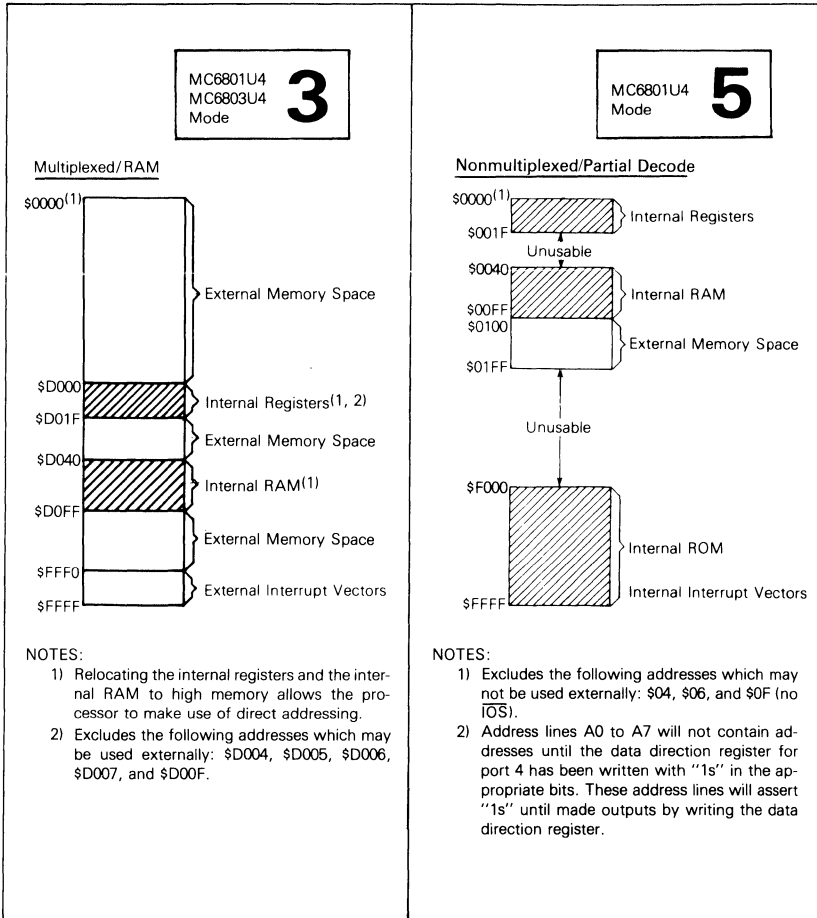 MC6801U4
MC6803U4
Mode
3
Multiplexed/RAM
$0000(1)
External Memory Space
$D000
Internal Registers(1, 2)
$D01F
External Memory Space
$D040
Internal RAM(1)
$D0FF
External Memory Space
$FFF0
External Interrupt Vectors
$FFFF
NOTES:
1) Relocating the internal registers and the inter-
nal RAM to high memory allows the pro-
cessor to make use of direct addressing.
2) Excludes the following addresses which may
be used externally: $D004, $D005, $D006,
$D007, and $D00F.
MC6801U4
Mode
5
Nonmultiplexed/Partial Decode
$0000(1)
Internal Registers
$001F
Unusable
$0040
Internal RAM
$00FF
$0100
External Memory Space
$01FF
Unusable
$F000
Internal ROM
Internal Interrupt Vectors
$FFFF
NOTES:
1) Excludes the following addresses which may
not be used externally: $04, $06, and $0F (no
IOS).
2) Address lines A0 to A7 will not contain ad-
dresses until the data direction register for
port 4 has been written with "1s" in the ap-
propriate bits. These address lines will assert
"1s" until made outputs by writing the data
direction register.